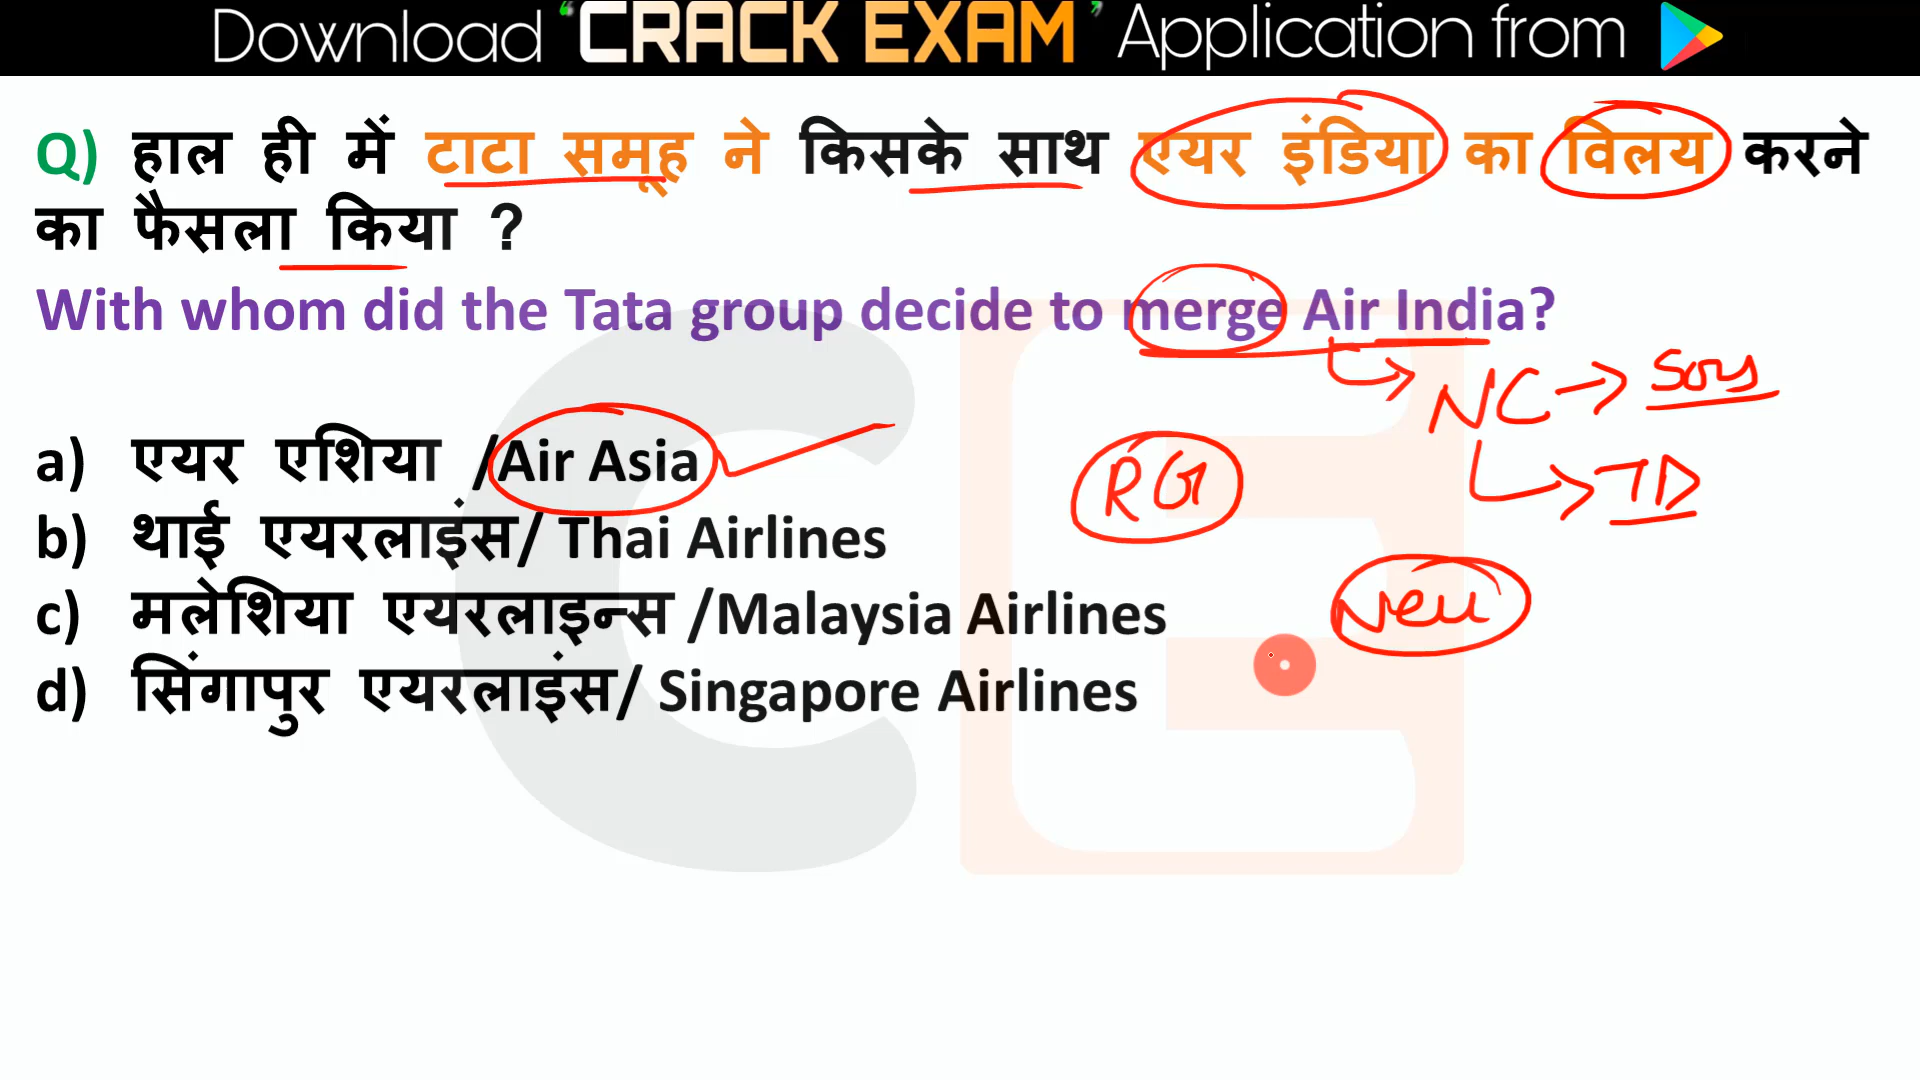 Download ‘CRACK EXAM’ Application from
Q) हाल ही में टाटा समूह ने किसके साथ एयर इंडिया का विलय करने
का फैसला किया ?
With whom did the Tata group decide to merge Air India?
NC → SOUS
a) एयर एशिया /Air Asia
RG
TD
b) थाई एयरलाइंस/ Thai Airlines
c) मलेशिया एयरलाइन्स /Malaysia Airlines
Neu
d) सिंगापुर एयरलाइंस/ Singapore Airlines